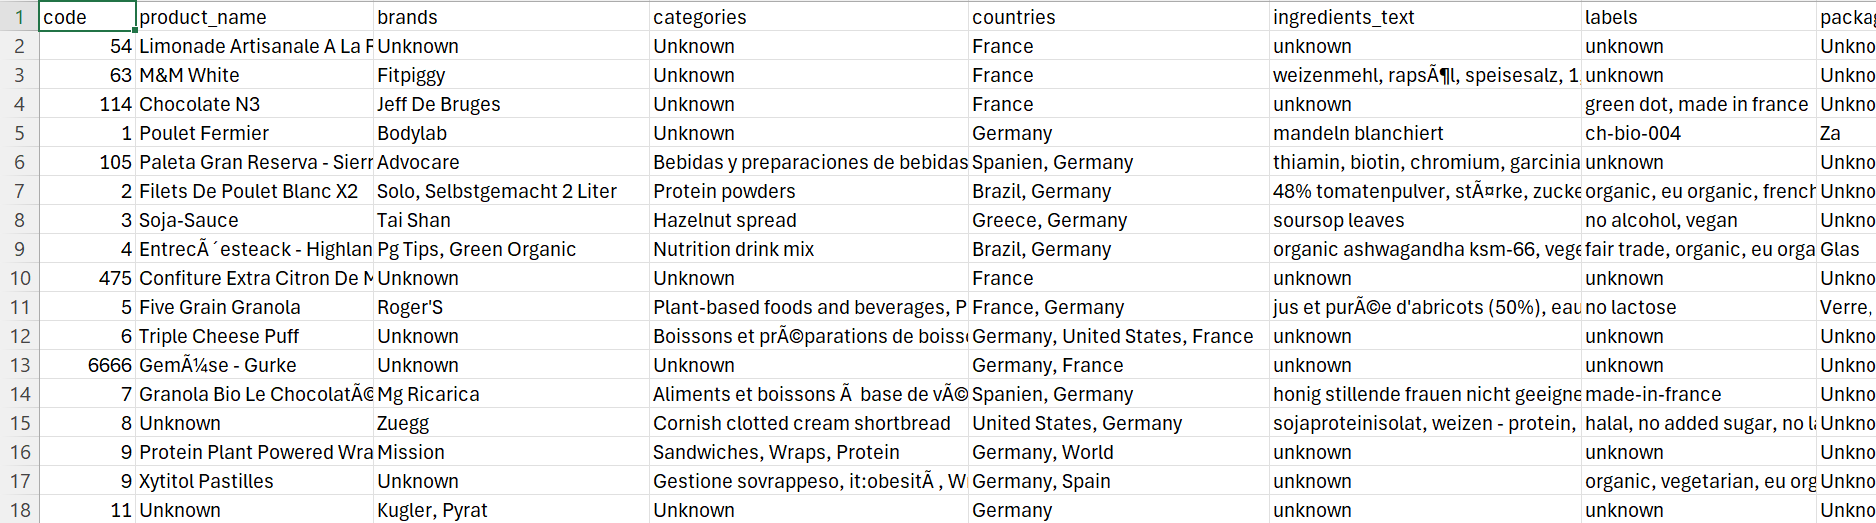 1 code product_name brands categories countries ingredients_text labels packa
2 54 Limonade Artisanale A La F Unknown Unknown France unknown unknown Unkno
3 63 M&M White Fitpiggy Unknown France weizenmehl, rapsÃ¶l, speisesalz, 1 unknown Unkno
4 114 Chocolate N3 Jeff De Bruges Unknown France unknown green dot, made in france Unkno
5 1 Poulet Fermier Bodylab Unknown Germany mandeln blanchiert ch-bio-004 Za
6 105 Paleta Gran Reserva - Sierr Advocare Bebidas y preparaciones de bebidas Spanien, Germany thiamin, biotin, chromium, garcinia unknown Unkno
7 2 Filets De Poulet Blanc X2 Solo, Selbstgemacht 2 Liter Protein powders Brazil, Germany 48% tomatenpulver, stÃ¤rke, zucke organic, eu organic, french Unkno
8 3 Soja-Sauce Tai Shan Hazelnut spread Greece, Germany soursop leaves no alcohol, vegan Unkno
9 4 EntrecÃ´esteack - Highlan Pg Tips, Green Organic Nutrition drink mix Brazil, Germany organic ashwagandha ksm-66, vege fair trade, organic, eu orga Glas
10 475 Confiture Extra Citron De M Unknown Unknown France unknown unknown Unkno
11 5 Five Grain Granola Roger'S Plant-based foods and beverages, P France, Germany jus et purÃ©e d'abricots (50%), eau no lactose Verre,
12 6 Triple Cheese Puff Unknown Boissons et prÃ©parations de boiss Germany, United States, France unknown unknown Unkno
13 6666 GemÃ¼se - Gurke Unknown Unknown Germany, France unknown unknown Unkno
14 7 Granola Bio Le ChocolatÃ© Mg Ricarica Aliments et boissons Ã base de vÃ© Spanien, Germany honig stillende frauen nicht geeigne made-in-france Unkno
15 8 Unknown Zuegg Cornish clotted cream shortbread United States, Germany sojaproteinisolat, weizen - protein, halal, no added sugar, no la Unkno
16 9 Protein Plant Powered Wra Mission Sandwiches, Wraps, Protein Germany, World unknown unknown Unkno
17 9 Xytitol Pastilles Unknown Gestione sovrappeso, it:obesitÃ , W Germany, Spain unknown organic, vegetarian, eu org Unkno
18 11 Unknown Kugler, Pyrat Unknown Germany unknown unknown Unkno